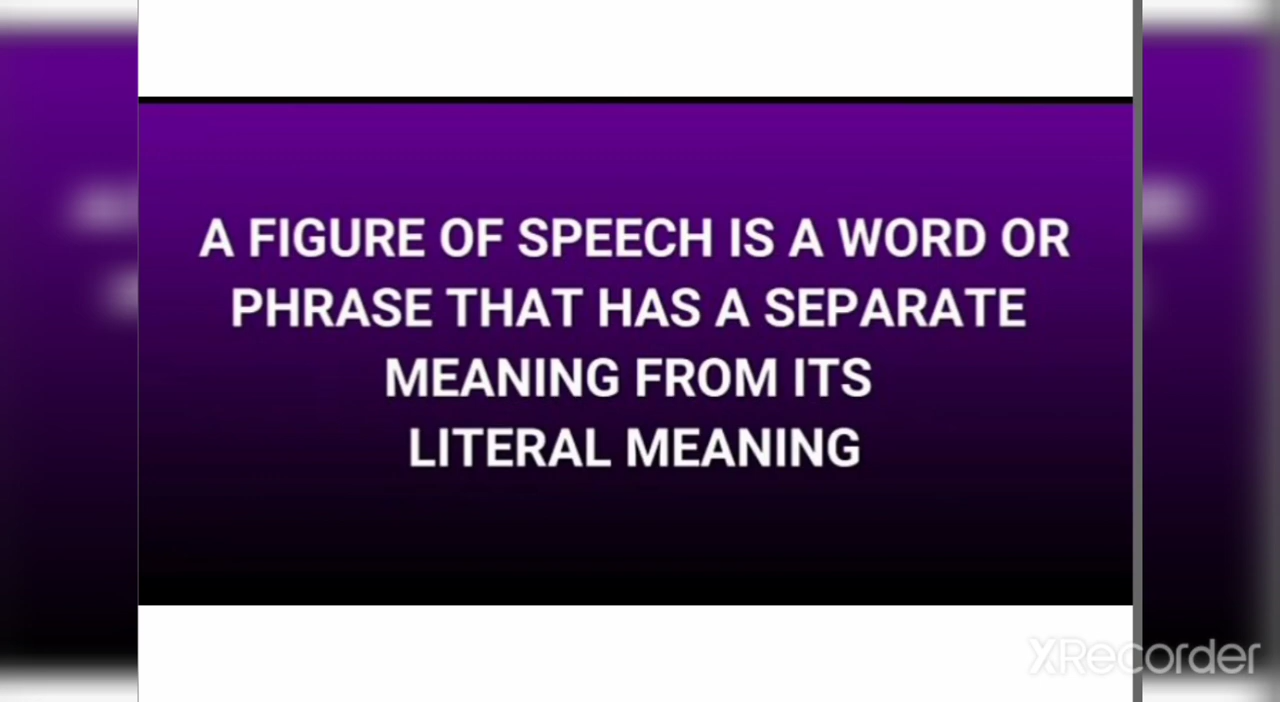 A FIGURE OF SPEECH IS A WORD OR
PHRASE THAT HAS A SEPARATE
MEANING FROM ITS
LITERAL MEANING
XRecorder